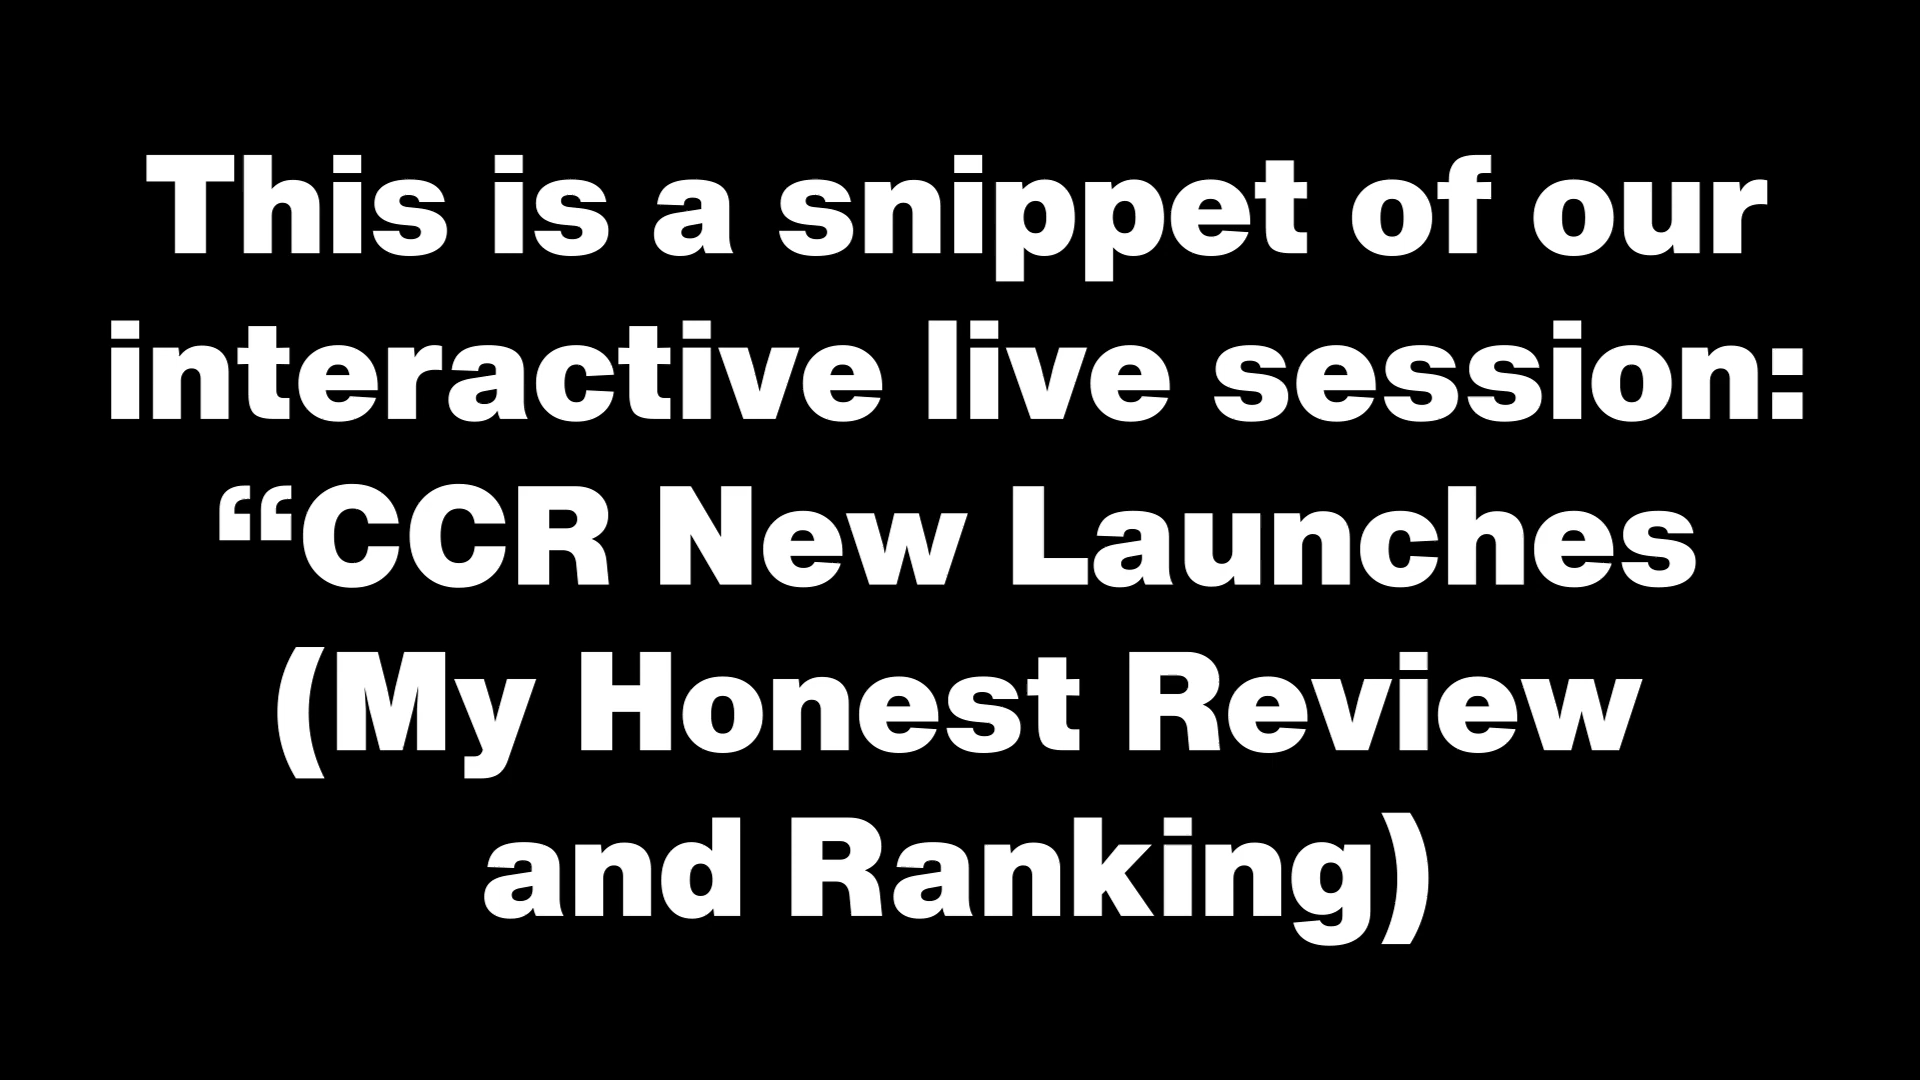 This is a snippet of our
interactive live session:
“CCR New Launches
(My Honest Review
and Ranking)